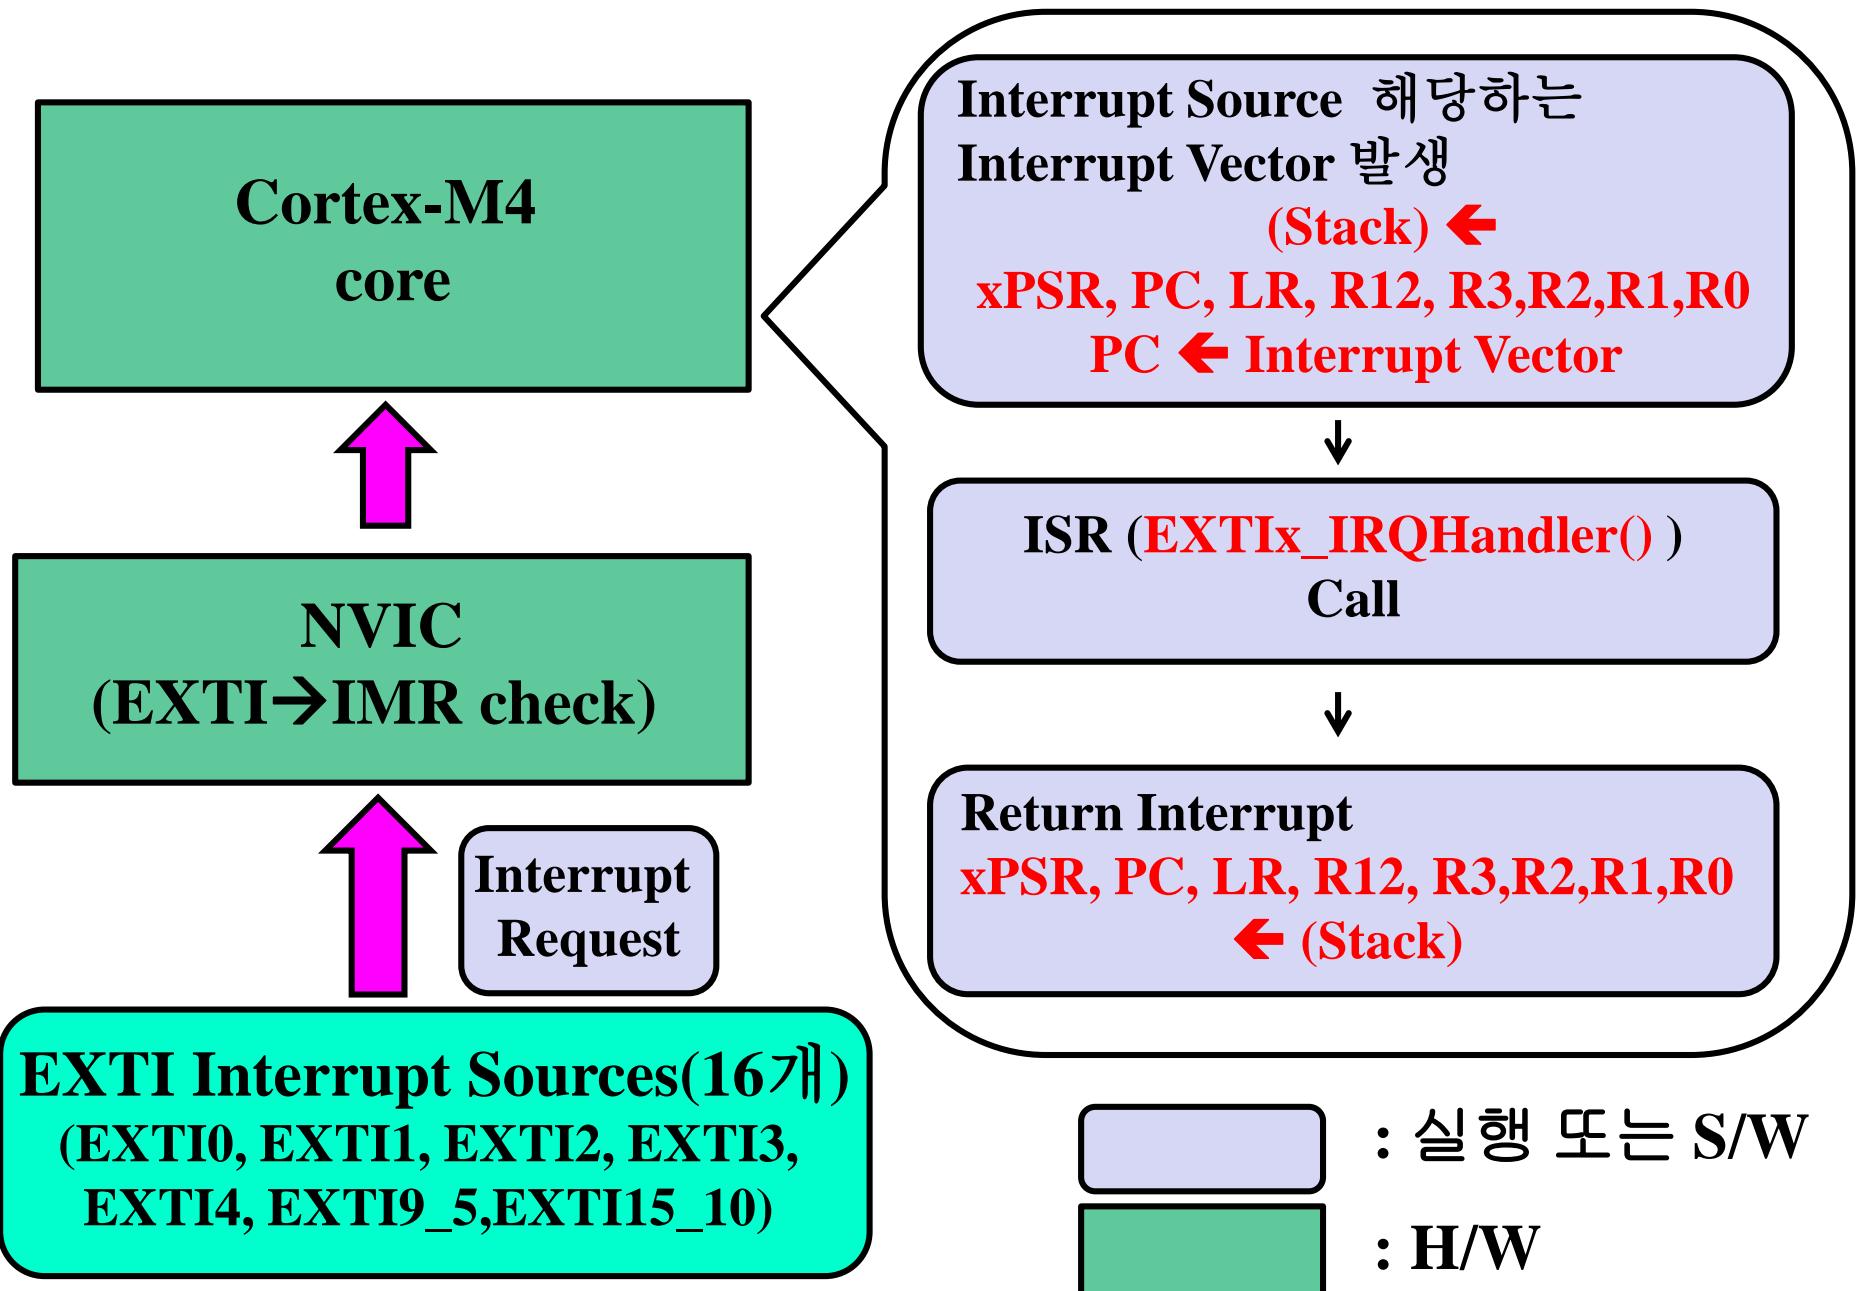 Cortex-M4
core
NVIC
(EXTI→IMR check)
Interrupt
Request
EXTI Interrupt Sources(16개)
(EXTI0, EXTI1, EXTI2, EXTI3,
EXTI4, EXTI9_5,EXTI15_10)
Interrupt Source 해당하는
Interrupt Vector 발생
(Stack) ←
xPSR, PC, LR, R12, R3,R2,R1,R0
PC ← Interrupt Vector
ISR (EXTIx_IRQHandler() )
Call
Return Interrupt
xPSR, PC, LR, R12, R3,R2,R1,R0
← (Stack)
: 실행 또는 S/W
: H/W